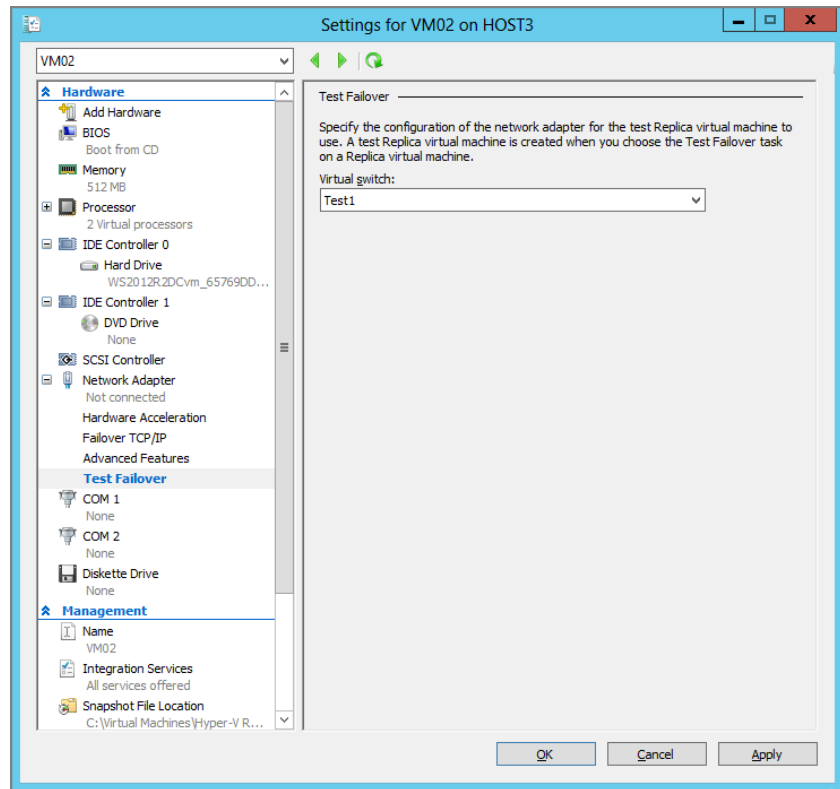 Settings for VM02 on HOST3
VM02
Hardware
Add Hardware
BIOS
Boot from CD
Memory
512 MB
Processor
2 Virtual processors
IDE Controller 0
Hard Drive
WS2012R2DCvm_65769DD...
IDE Controller 1
DVD Drive
None
SCSI Controller
Network Adapter
Not connected
Hardware Acceleration
Failover TCP/IP
Advanced Features
Test Failover
COM 1
None
COM 2
None
Diskette Drive
None
Management
Name
VM02
Integration Services
All services offered
Snapshot File Location
C:\Virtual Machines\Hyper-V R...
Test Failover
Specify the configuration of the network adapter for the test Replica virtual machine to
use. A test Replica virtual machine is created when you choose the Test Failover task
on a Replica virtual machine.
Virtual switch:
Test1
OK
Cancel
Apply